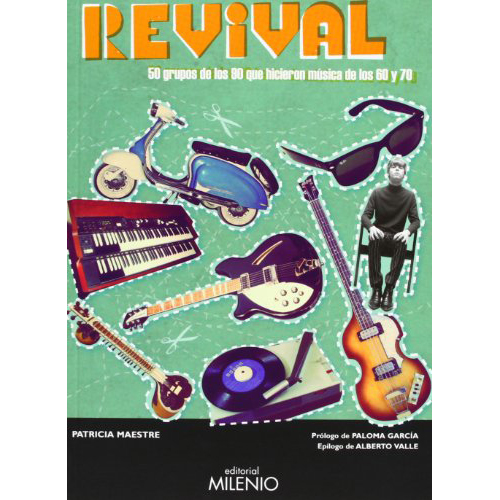 REViVAL
50 grupos de los 80 que hicieron música de los 60 y 70
PATRICIA MAESTRE
Prólogo de PALOMA GARCÍA
Epílogo de ALBERTO VALLE
editorial
MILENIO